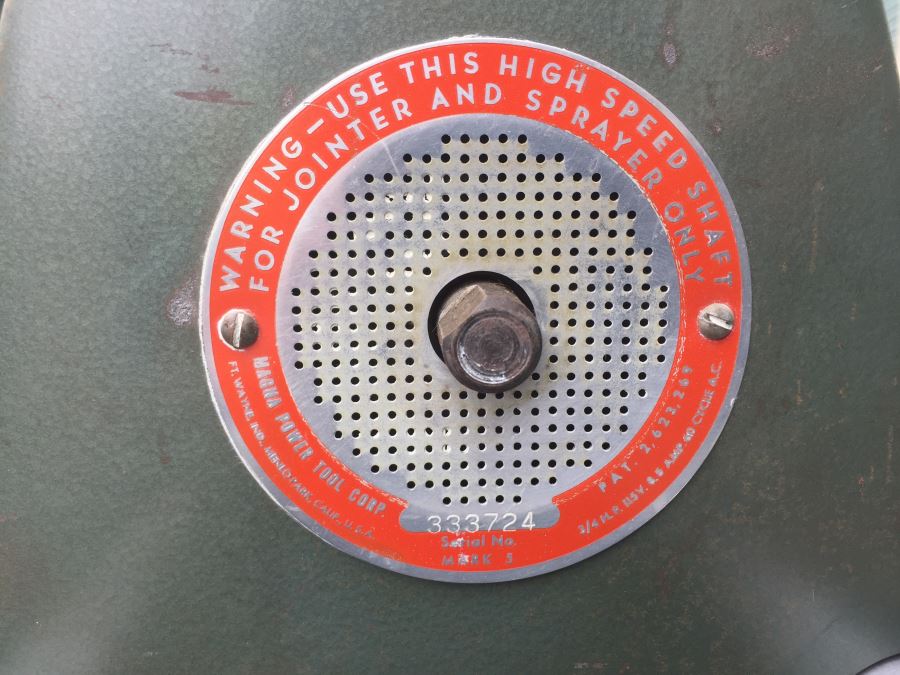 WARNING—USE THIS HIGH SPEED SHAFT
FOR JOINTER AND SPRAYER ONLY
MAGNA POWER TOOL CORP.
FT. WAYNE, IND., MENLO PARK, CALIF., U.S.A.
PAT. 2,623,269
3/4 H.P. 115V. 8.5 AMP 60 CYCLE A.C.
333724
Serial No.
MARK 5